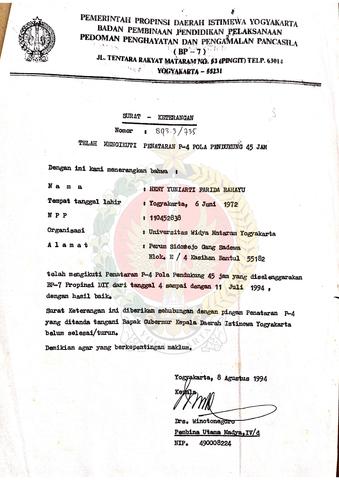 PEMERINTAH PROPINSI DAERAH ISTIMEWA YOGYAKARTA
BADAN PEMBINAAN PENDIDIKAN PELAKSANAAN
PEDOMAN PENGHAYATAN DAN PENGAMALAN PANCASILA
(BP - 7)
JL. TENTARA RAKYAT MATARAM NO. 53 (PINGIT) TELP. 63014
YOGYAKARTA - 55231
SURAT - KETERANGAN
Nomor : 893.3/735
TELAH MENGIKUTI PENATARAN P-4 POLA PENDUKUNG 45 JAM
Dengan ini kami menerangkan bahwa :
N a m a : HENY YUNIARTI FARIDA RAHAYU
Tempat tanggal lahir : Yogyakarta, 6 Juni 1972
N P P : 110452838
Organisasi : Universitas Widya Mataram Yogyakarta
A l a m a t : Perum Sidorejo Gang Sadewa
Blok. E / 4 Kasihan Bantul 55182
telah mengikuti Penataran P-4 Pola Pendukung 45 jam yang diselenggarakan
BP-7 Propinsi DIY dari tanggal 4 sampai dengan 11 Juli 1994 ,
dengan hasil baik.
Surat Keterangan ini diberikan sehubungan dengan piagam Penataran P-4
yang ditanda tangani Bapak Gubernur Kepala Daerah Istimewa Yogyakarta
belum selesai/turun.
Demikian agar yang berkepentingan maklum.
Yogyakarta, 8 Agustus 1994
Kepala
Drs. Winotonegoro
Pembina Utama Madya,IV/d
NIP. 490008224